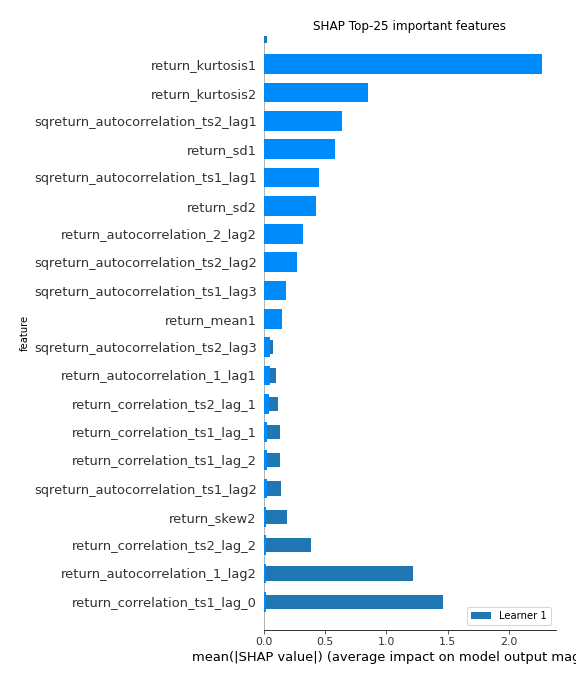 SHAP Top-25 important features
return_kurtosis1
return_kurtosis2
sqreturn_autocorrelation_ts2_lag1
return_sd1
sqreturn_autocorrelation_ts1_lag1
return_sd2
return_autocorrelation_2_lag2
sqreturn_autocorrelation_ts2_lag2
sqreturn_autocorrelation_ts1_lag3
return_mean1
feature
sqreturn_autocorrelation_ts2_lag3
return_autocorrelation_1_lag1
return_correlation_ts2_lag_1
return_correlation_ts1_lag_1
return_correlation_ts1_lag_2
sqreturn_autocorrelation_ts1_lag2
return_skew2
return_correlation_ts2_lag_2
return_autocorrelation_1_lag2
return_correlation_ts1_lag_0
Learner 1
0.0 0.5 1.0 1.5 2.0
mean(|SHAP value|) (average impact on model output mag